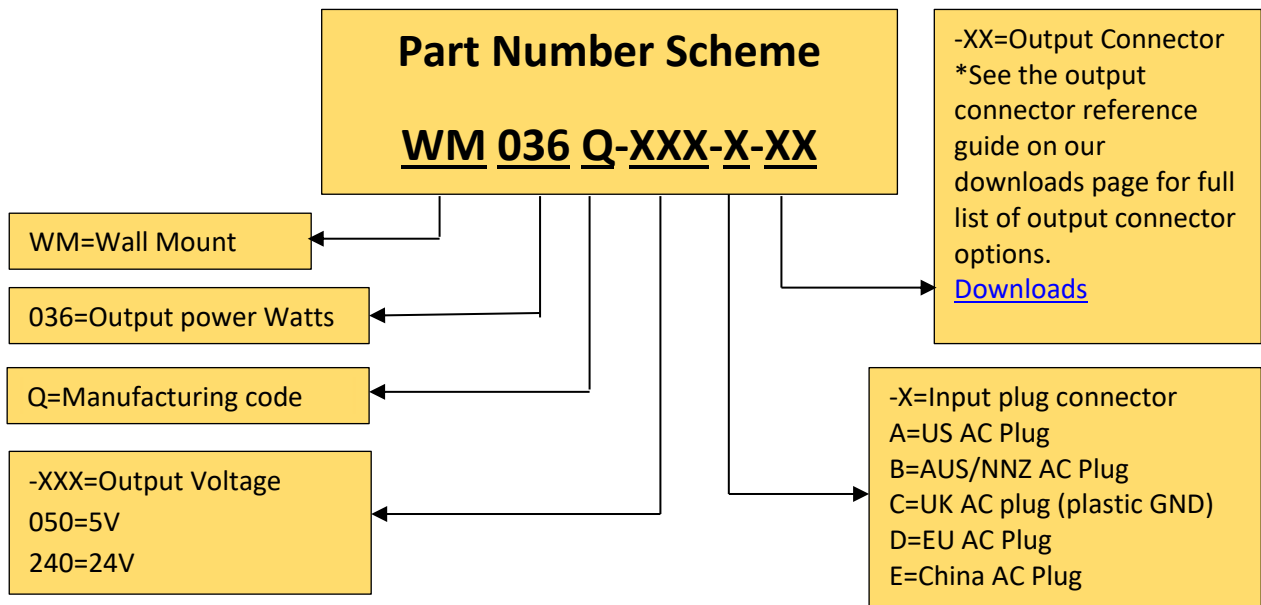 Part Number Scheme
WM 036 Q-XXX-X-XX
WM=Wall Mount
036=Output power Watts
Q=Manufacturing code
-XXX=Output Voltage
050=5V
240=24V
-XX=Output Connector
*See the output
connector reference
guide on our
downloads page for full
list of output connector
options.
Downloads
-X=Input plug connector
A=US AC Plug
B=AUS/NNZ AC Plug
C=UK AC plug (plastic GND)
D=EU AC Plug
E=China AC Plug